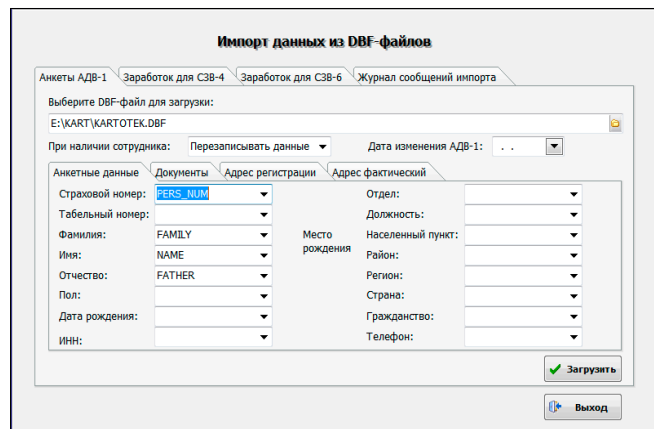 Импорт данных из DBF-файлов
Анкеты АДВ-1 Заработок для СЗВ-4 Заработок для СЗВ-6 Журнал сообщений импорта
Выберите DBF-файл для загрузки:
E:\KART\KARTOTEK.DBF
При наличии сотрудника: Перезаписывать данные Дата изменения АДВ-1: . .
Анкетные данные Документы Адрес регистрации Адрес фактический
Страховой номер: PERS_NUM Отдел:
Табельный номер: Должность:
Фамилия: FAMILY Место рождения Населенный пункт:
Имя: NAME Район:
Отчество: FATHER Регион:
Пол: Страна:
Дата рождения: Гражданство:
ИНН: Телефон:
Загрузить
Выход